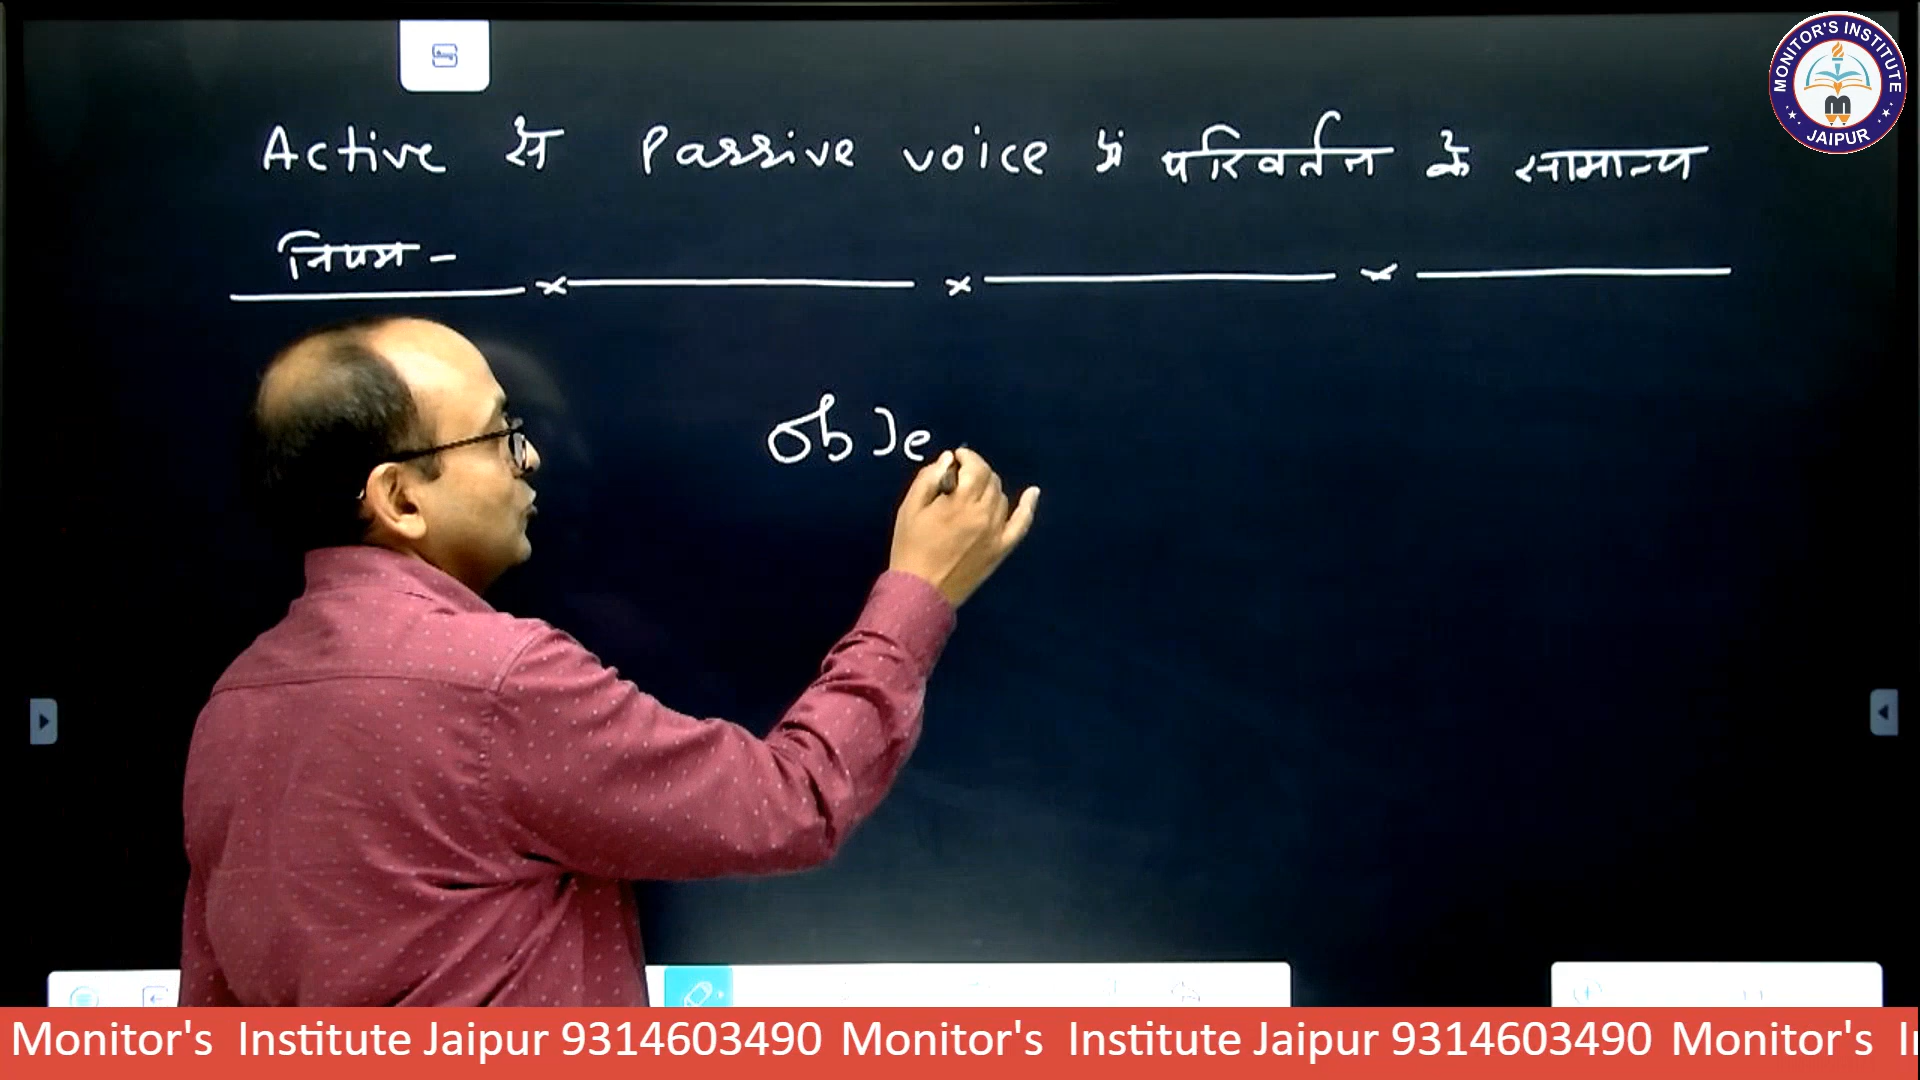 MONITOR'S INSTITUTE
JAIPUR
Active से Passive voice में परिवर्तन के सामान्य
नियम -
obje
Monitor's Institute Jaipur 9314603490 Monitor's Institute Jaipur 9314603490 Monitor's I